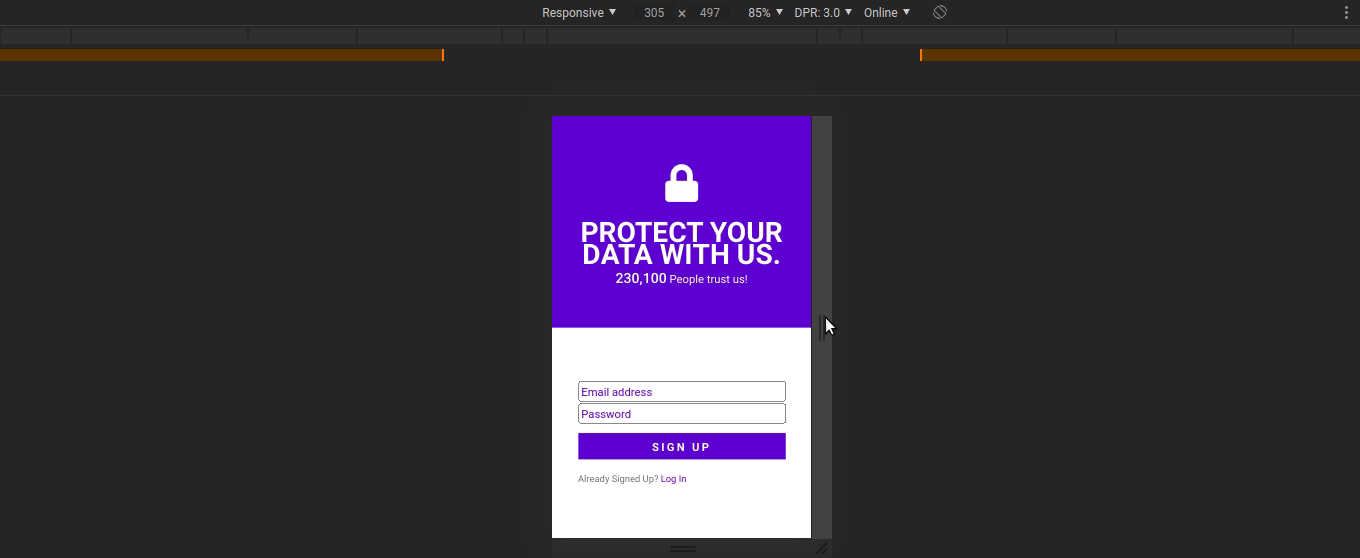 Responsive 305 × 497 85% DPR: 3.0 Online
PROTECT YOUR
DATA WITH US.
230,100 People trust us!
Email address
Password
SIGN UP
Already Signed Up? Log In